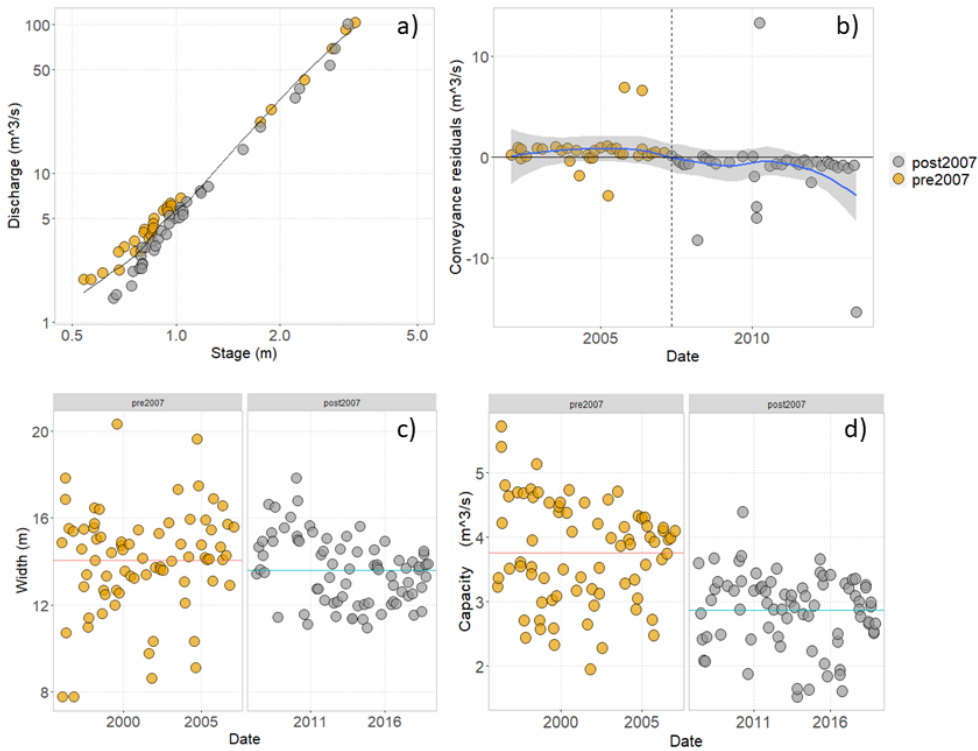 a)
Discharge (m^3/s)
100
50
10
5
1
0.5
1.0
2.0
5.0
Stage (m)
b)
Conveyance residuals (m^3/s)
10
0
-10
2005
2010
Date
post2007
pre2007
pre2007
post2007
c)
Width (m)
20
16
12
8
2000
2005
2011
2016
Date
pre2007
post2007
d)
Capacity
(m^3/s)
5
4
3
2
2000
2005
2011
2016
Date